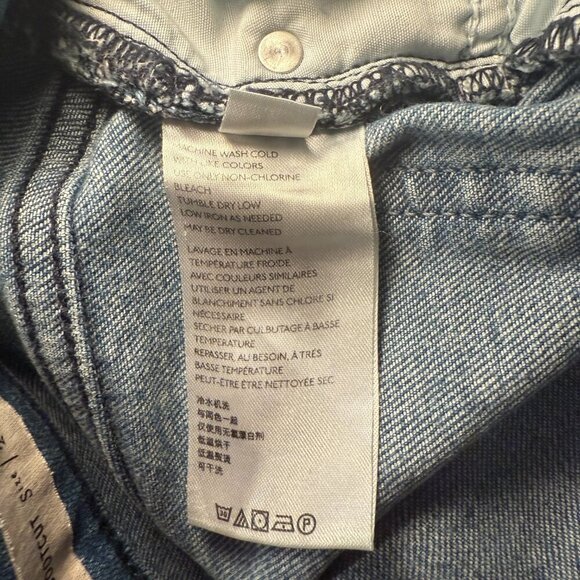 MACHINE WASH COLD
WITH LIKE COLORS
USE ONLY NON-CHLORINE
BLEACH
TUMBLE DRY LOW
LOW IRON AS NEEDED
MAY BE DRY CLEANED
LAVAGE EN MACHINE À
TEMPÉRATURE FROIDE
AVEC COULEURS SIMILAIRES
UTILISER UN AGENT DE
BLANCHIMENT SANS CHLORE SI
NÉCESSAIRE
SÉCHER PAR CULBUTAGE À BASSE
TEMPÉRATURE
REPASSER, AU BESOIN, À TRÈS
BASSE TEMPÉRATURE
PEUT-ÊTRE ÊTRE NETTOYÉE SEC
冷水机洗
与同色一起
仅使用无氯漂白剂
低温烘干
低温熨烫
可干洗
30 P
OOTCUT Size /